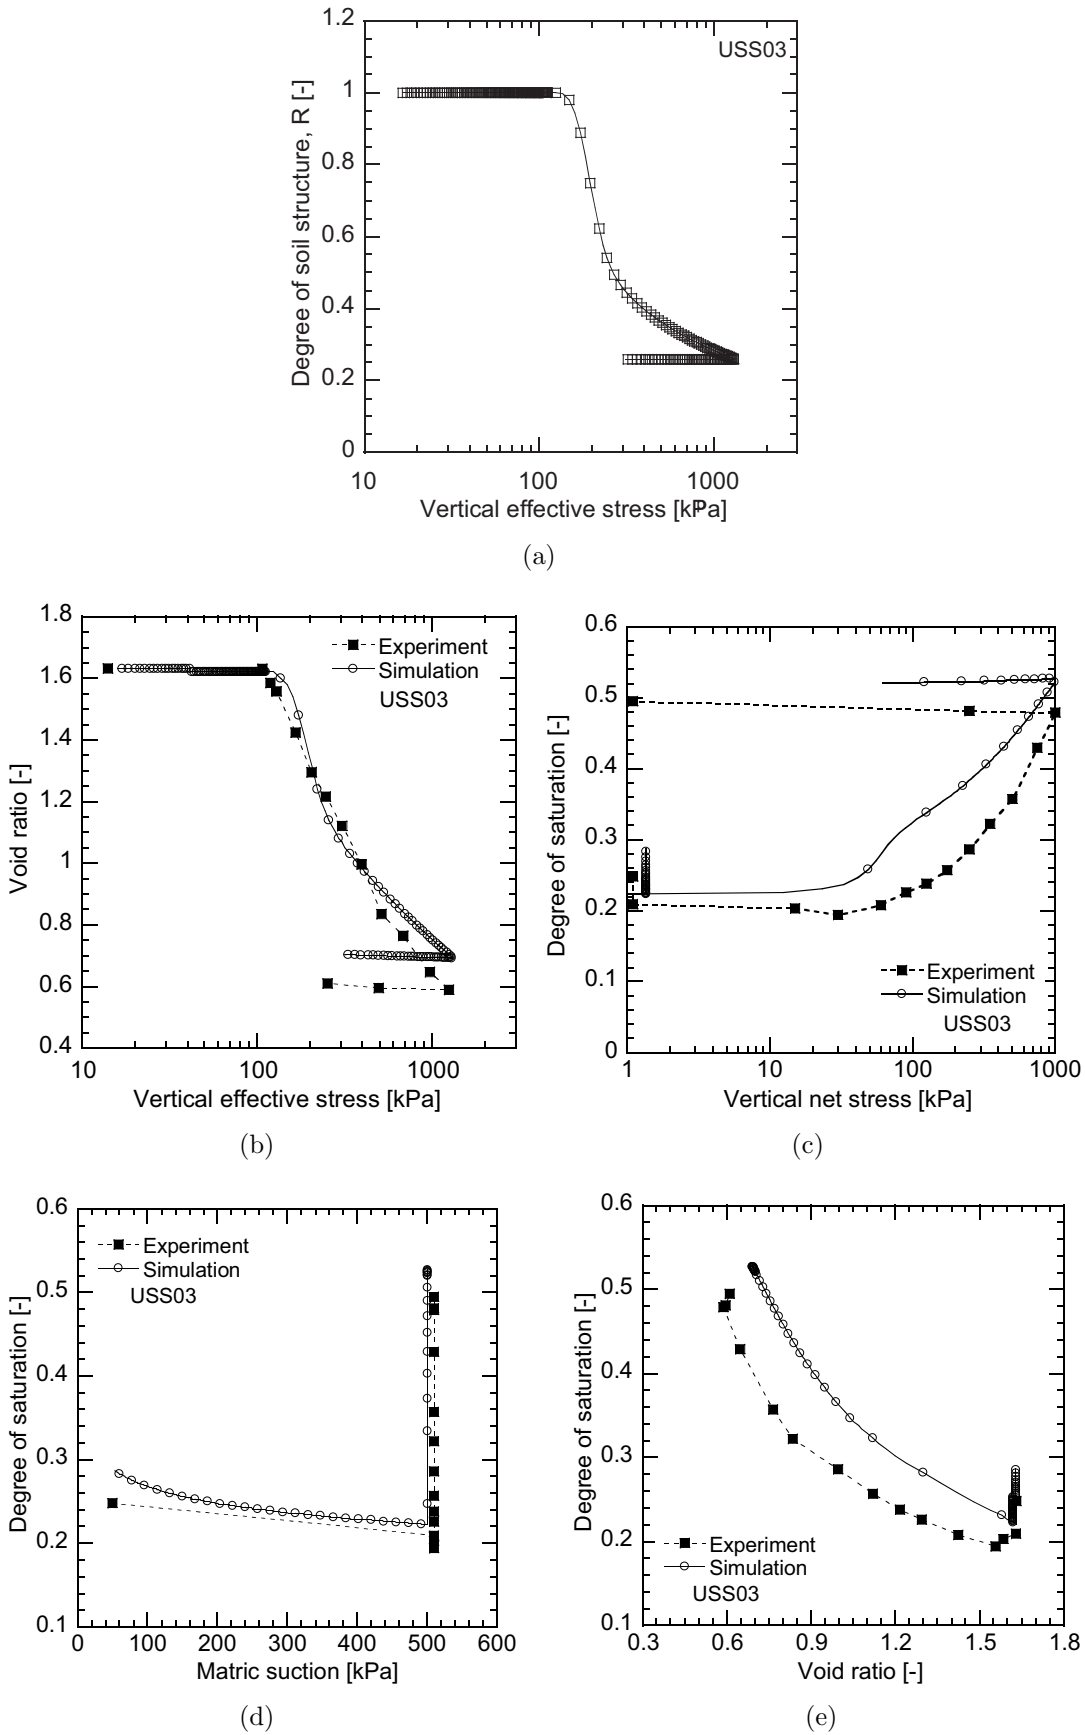 1.2
USS03
1
0.8
0.6
0.4
0.2
0
Degree of soil structure, R [-]
10 100 1000
Vertical effective stress [kPa]
(a)
1.8
1.6
1.4
1.2
1
0.8
0.6
0.4
Void ratio [-]
Experiment
Simulation
USS03
10 100 1000
Vertical effective stress [kPa]
(b)
0.6
0.5
0.4
0.3
0.2
0.1
0
Degree of saturation [-]
Experiment
Simulation
USS03
1 10 100 1000
Vertical net stress [kPa]
(c)
0.6
0.5
0.4
0.3
0.2
0.1
Degree of saturation [-]
Experiment
Simulation
USS03
0 100 200 300 400 500 600
Matric suction [kPa]
(d)
0.6
0.5
0.4
0.3
0.2
0.1
Degree of saturation [-]
Experiment
Simulation
USS03
0.3 0.6 0.9 1.2 1.5 1.8
Void ratio [-]
(e)